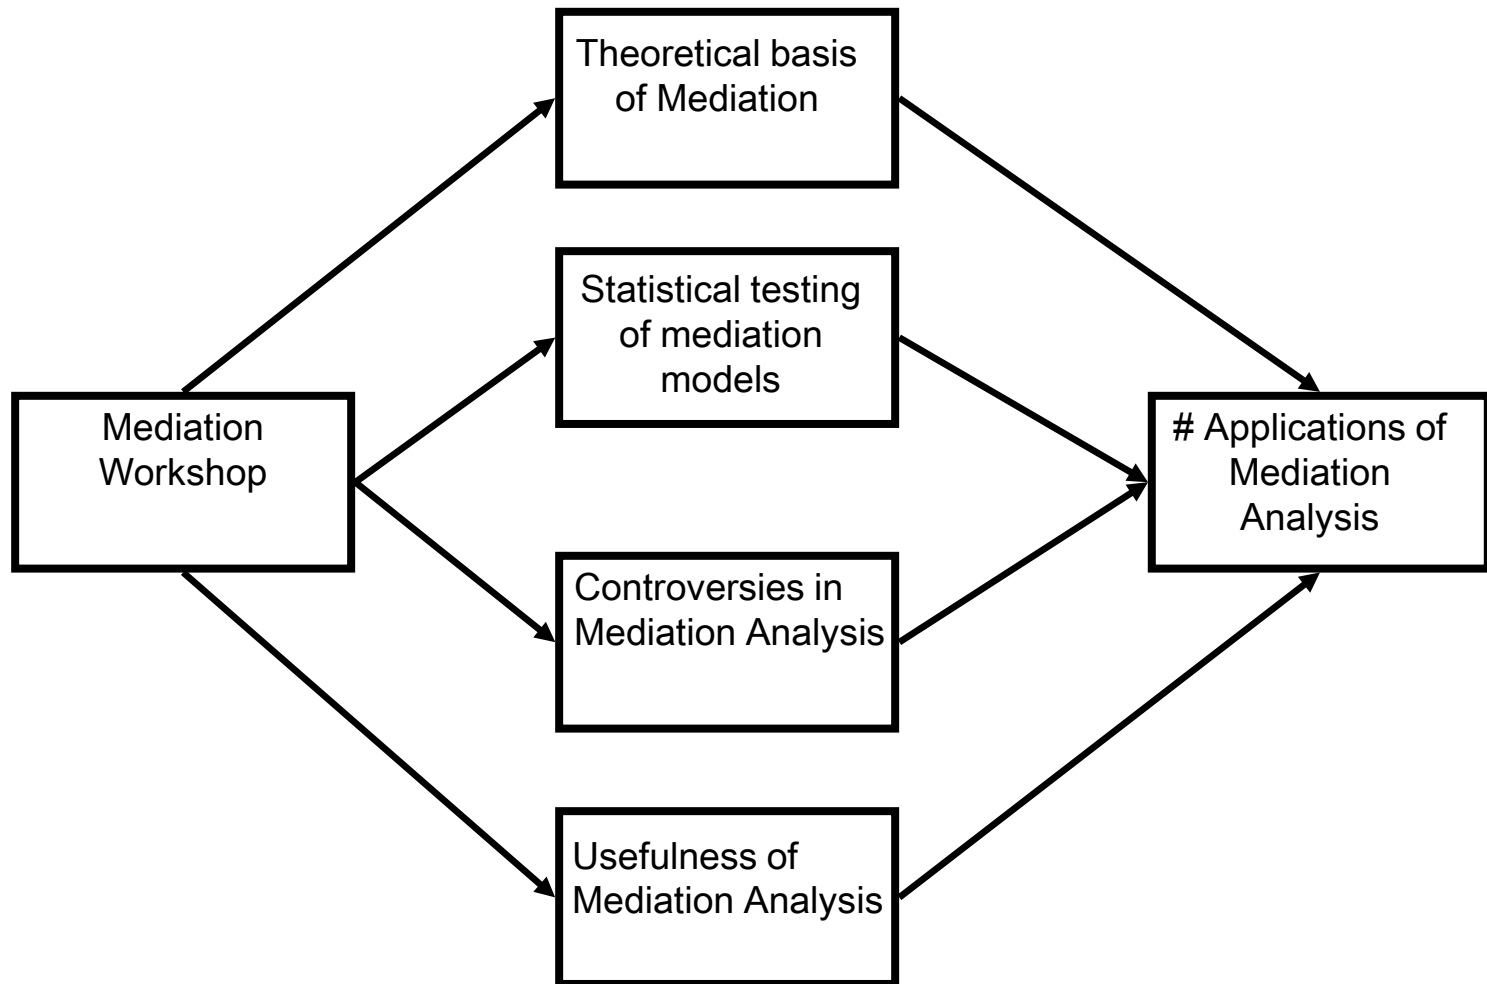 Theoretical basis
of Mediation
Statistical testing
of mediation
models
Mediation
Workshop
# Applications of
Mediation
Analysis
Controversies in
Mediation Analysis
Usefulness of
Mediation Analysis